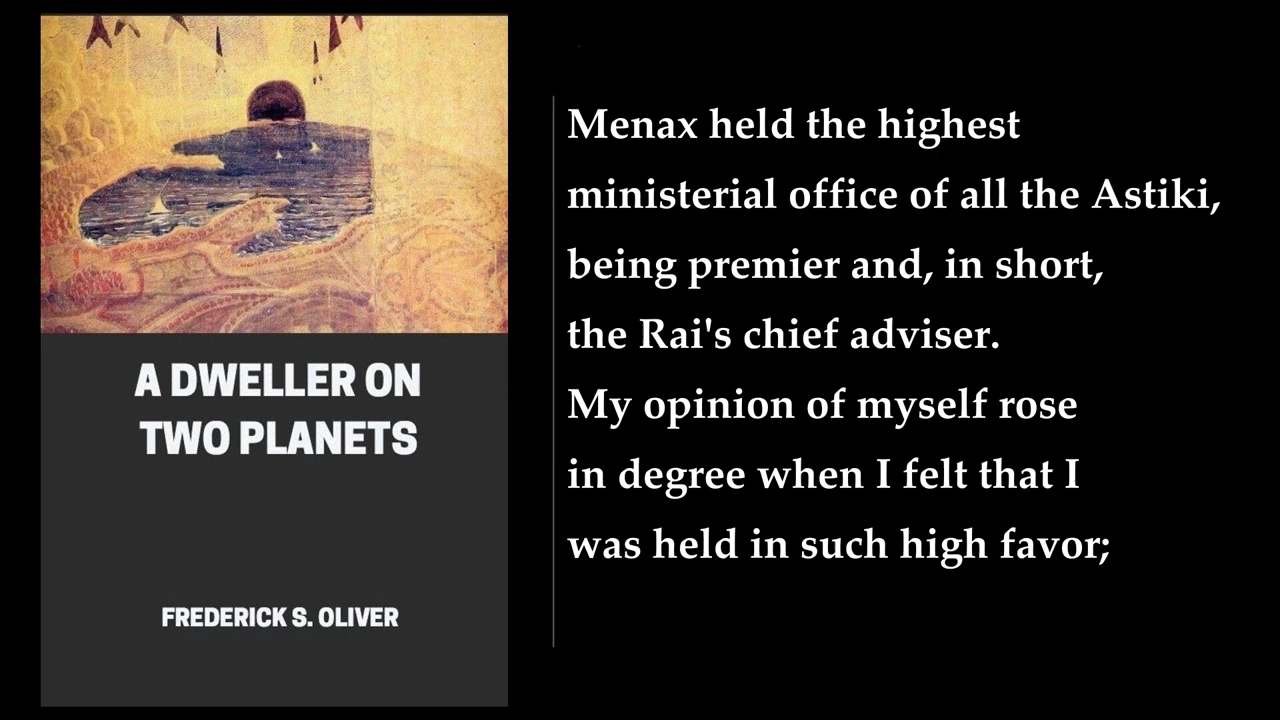 A DWELLER ON
TWO PLANETS
FREDERICK S. OLIVER
Menax held the highest
ministerial office of all the Astiki,
being premier and, in short,
the Rai's chief adviser.
My opinion of myself rose
in degree when I felt that I
was held in such high favor;